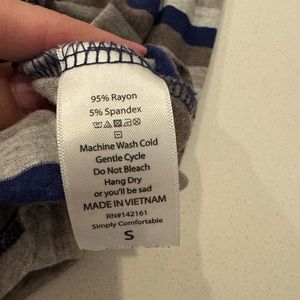 95% Rayon
5% Spandex
Machine Wash Cold
Gentle Cycle
Do Not Bleach
Hang Dry
or you'll be sad
MADE IN VIETNAM
RN#142161
Simply Comfortable
S